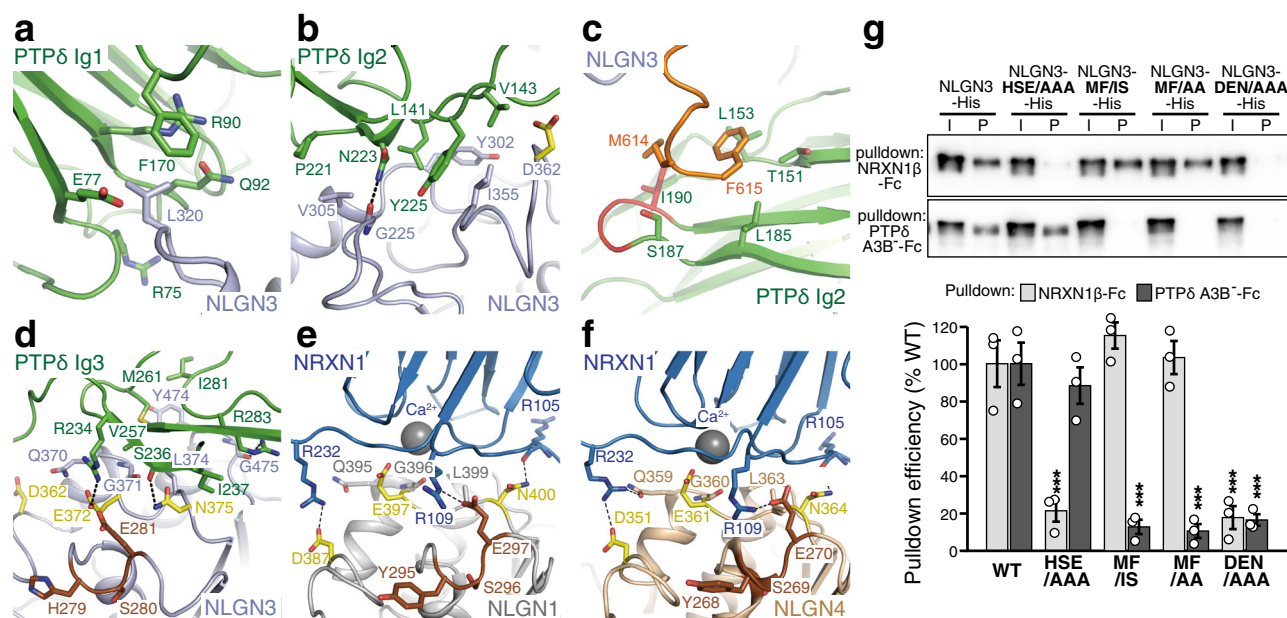 a
PTPδ Ig1
R90
F170
E77
Q92
L320
R75
NLGN3
b
PTPδ Ig2
V143
L141
Y302
N223
D362
P221
I355
V305
Y225
G225
NLGN3
c
NLGN3
L153
M614
T151
F615
I190
S187
L185
PTPδ Ig2
d
PTPδ Ig3
M261
I281
Y474
R234
R283
V257
Q370
S236
L374
G475
G371
D362
I237
E372
N375
E281
H279
S280
NLGN3
e
NRXN1
Ca²⁺
R105
R232
Q395
G396
L399
N400
E397
R109
D387
E297
Y295
S296
NLGN1
f
NRXN1
Ca²⁺
R105
R232
Q359
G360
L363
D351
E361
N364
R109
E270
S269
Y268
NLGN4
g
NLGN3 NLGN3- NLGN3- NLGN3- NLGN3-
HSE/AAA MF/IS MF/AA DEN/AAA
-His -His -His -His -His
I P I P I P I P I P
pulldown:
NRXN1β
-Fc
pulldown:
PTPδ
A3B⁻-Fc
Pulldown: NRXN1β-Fc PTPδ A3B⁻-Fc
Pulldown efficiency (% WT)
120
100
80
60
40
20
0
*** *** *** *** ***
WT HSE MF MF DEN
/AAA /IS /AA /AAA